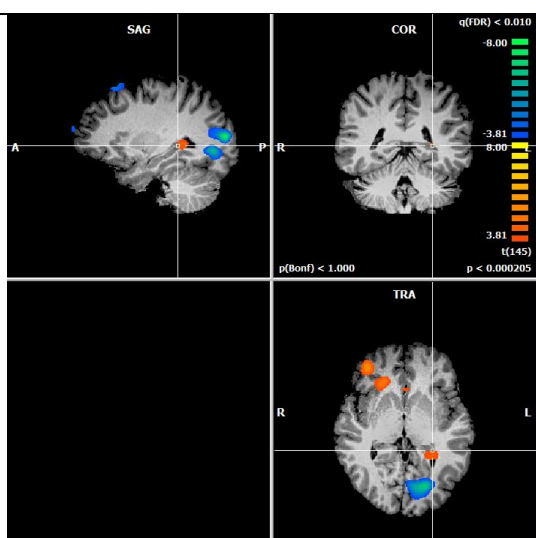 SAG
A
P
COR
q(FDR) < 0.010
-8.00
-3.81
8.00
3.81
t(145)
R
L
p(Bonf) < 1.000
p < 0.000205
TRA
R
L